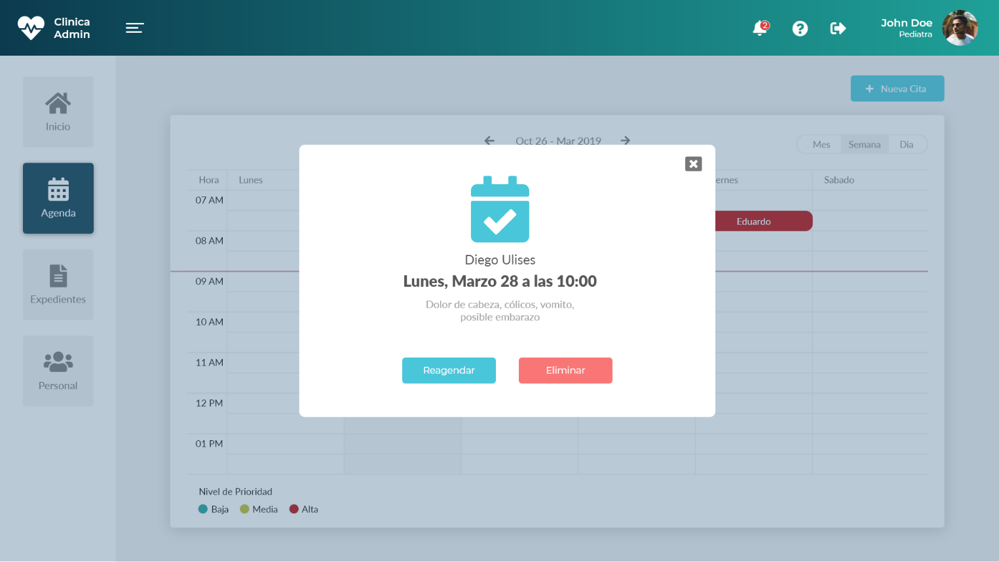 Clinica
Admin
2
John Doe
Pediatra
Inicio
Agenda
Expedientes
Personal
Nueva Cita
Oct 26 - Mar 2019
Mes Semana Dia
Hora Lunes ernes Sabado
07 AM
Eduardo
08 AM
09 AM
10 AM
11 AM
12 PM
01 PM
Diego Ulises
Lunes, Marzo 28 a las 10:00
Dolor de cabeza, cólicos, vomito,
posible embarazo
Reagendar Eliminar
Nivel de Prioridad
Baja Media Alta